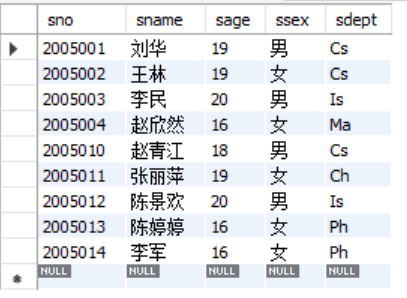 sno sname sage ssex sdept
2005001 刘华 19 男 Cs
2005002 王林 19 女 Cs
2005003 李民 20 男 Is
2005004 赵欣然 16 女 Ma
2005010 赵青江 18 男 Cs
2005011 张丽萍 19 女 Ch
2005012 陈景欢 20 男 Is
2005013 陈婷婷 16 女 Ph
2005014 李军 16 女 Ph
NULL NULL NULL NULL NULL